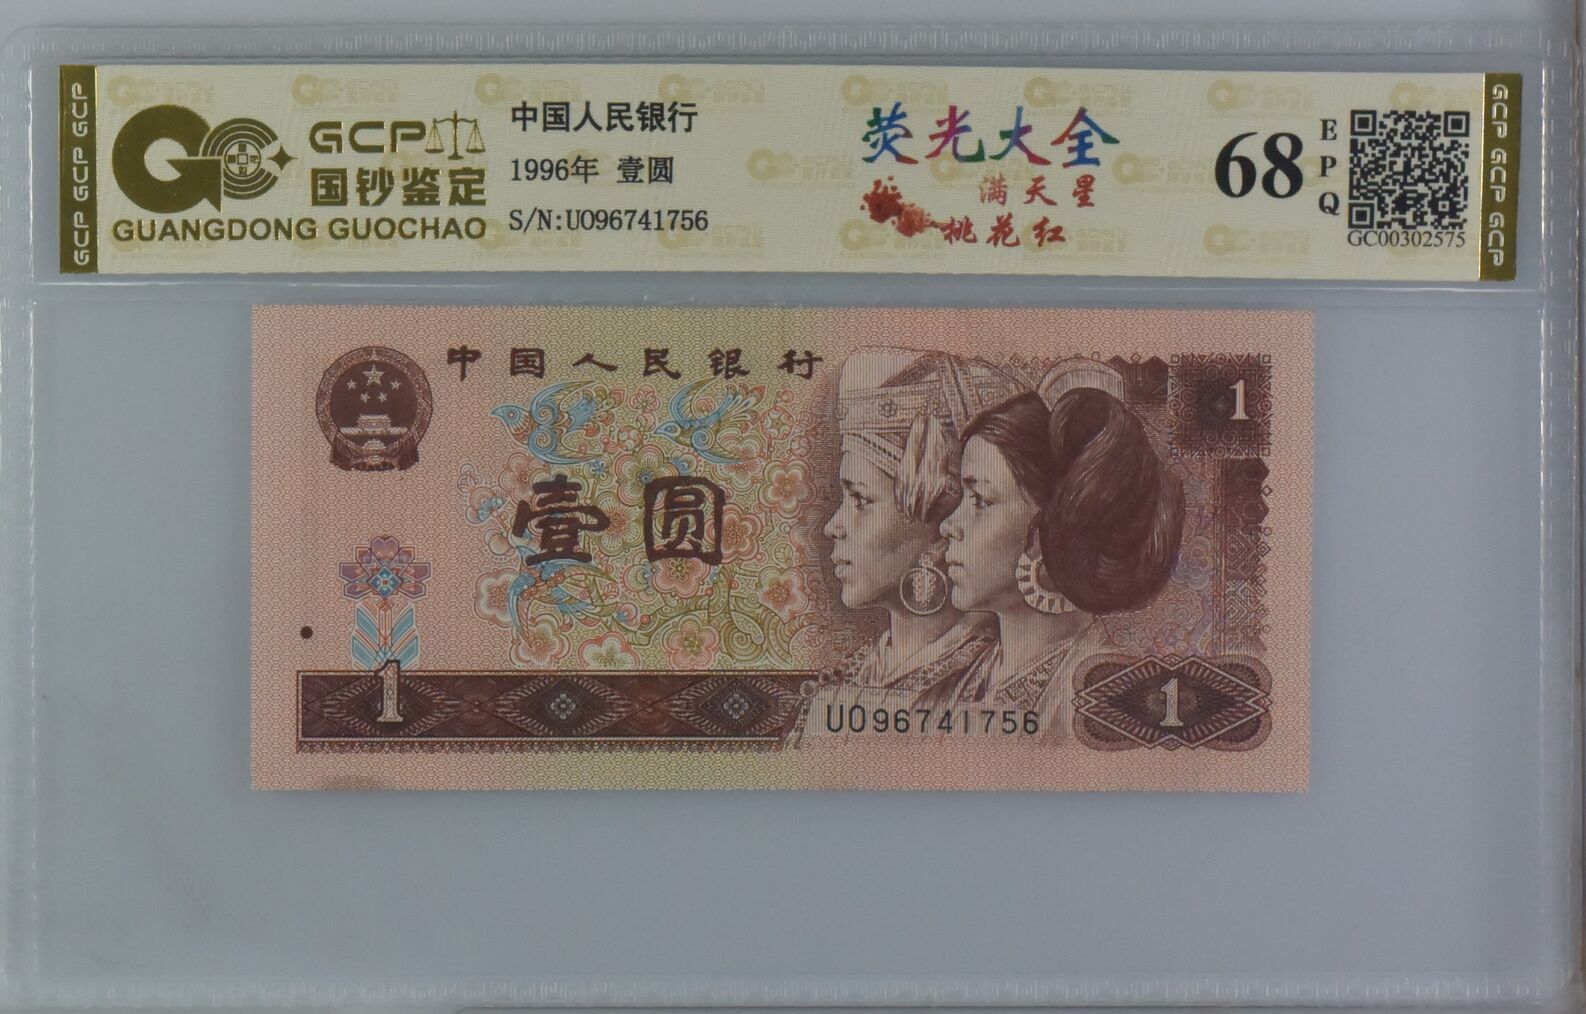 GCP GCP GCP
GCP
国钞鉴定
GUANGDONG GUOCHAO
中国人民银行
1996年 壹圆
S/N:U096741756
荧光大全
满天星
桃花红
68
EPQ
GC00302575
GCP GCP GCP
中国人民银行
1
壹圆
1
U096741756
1